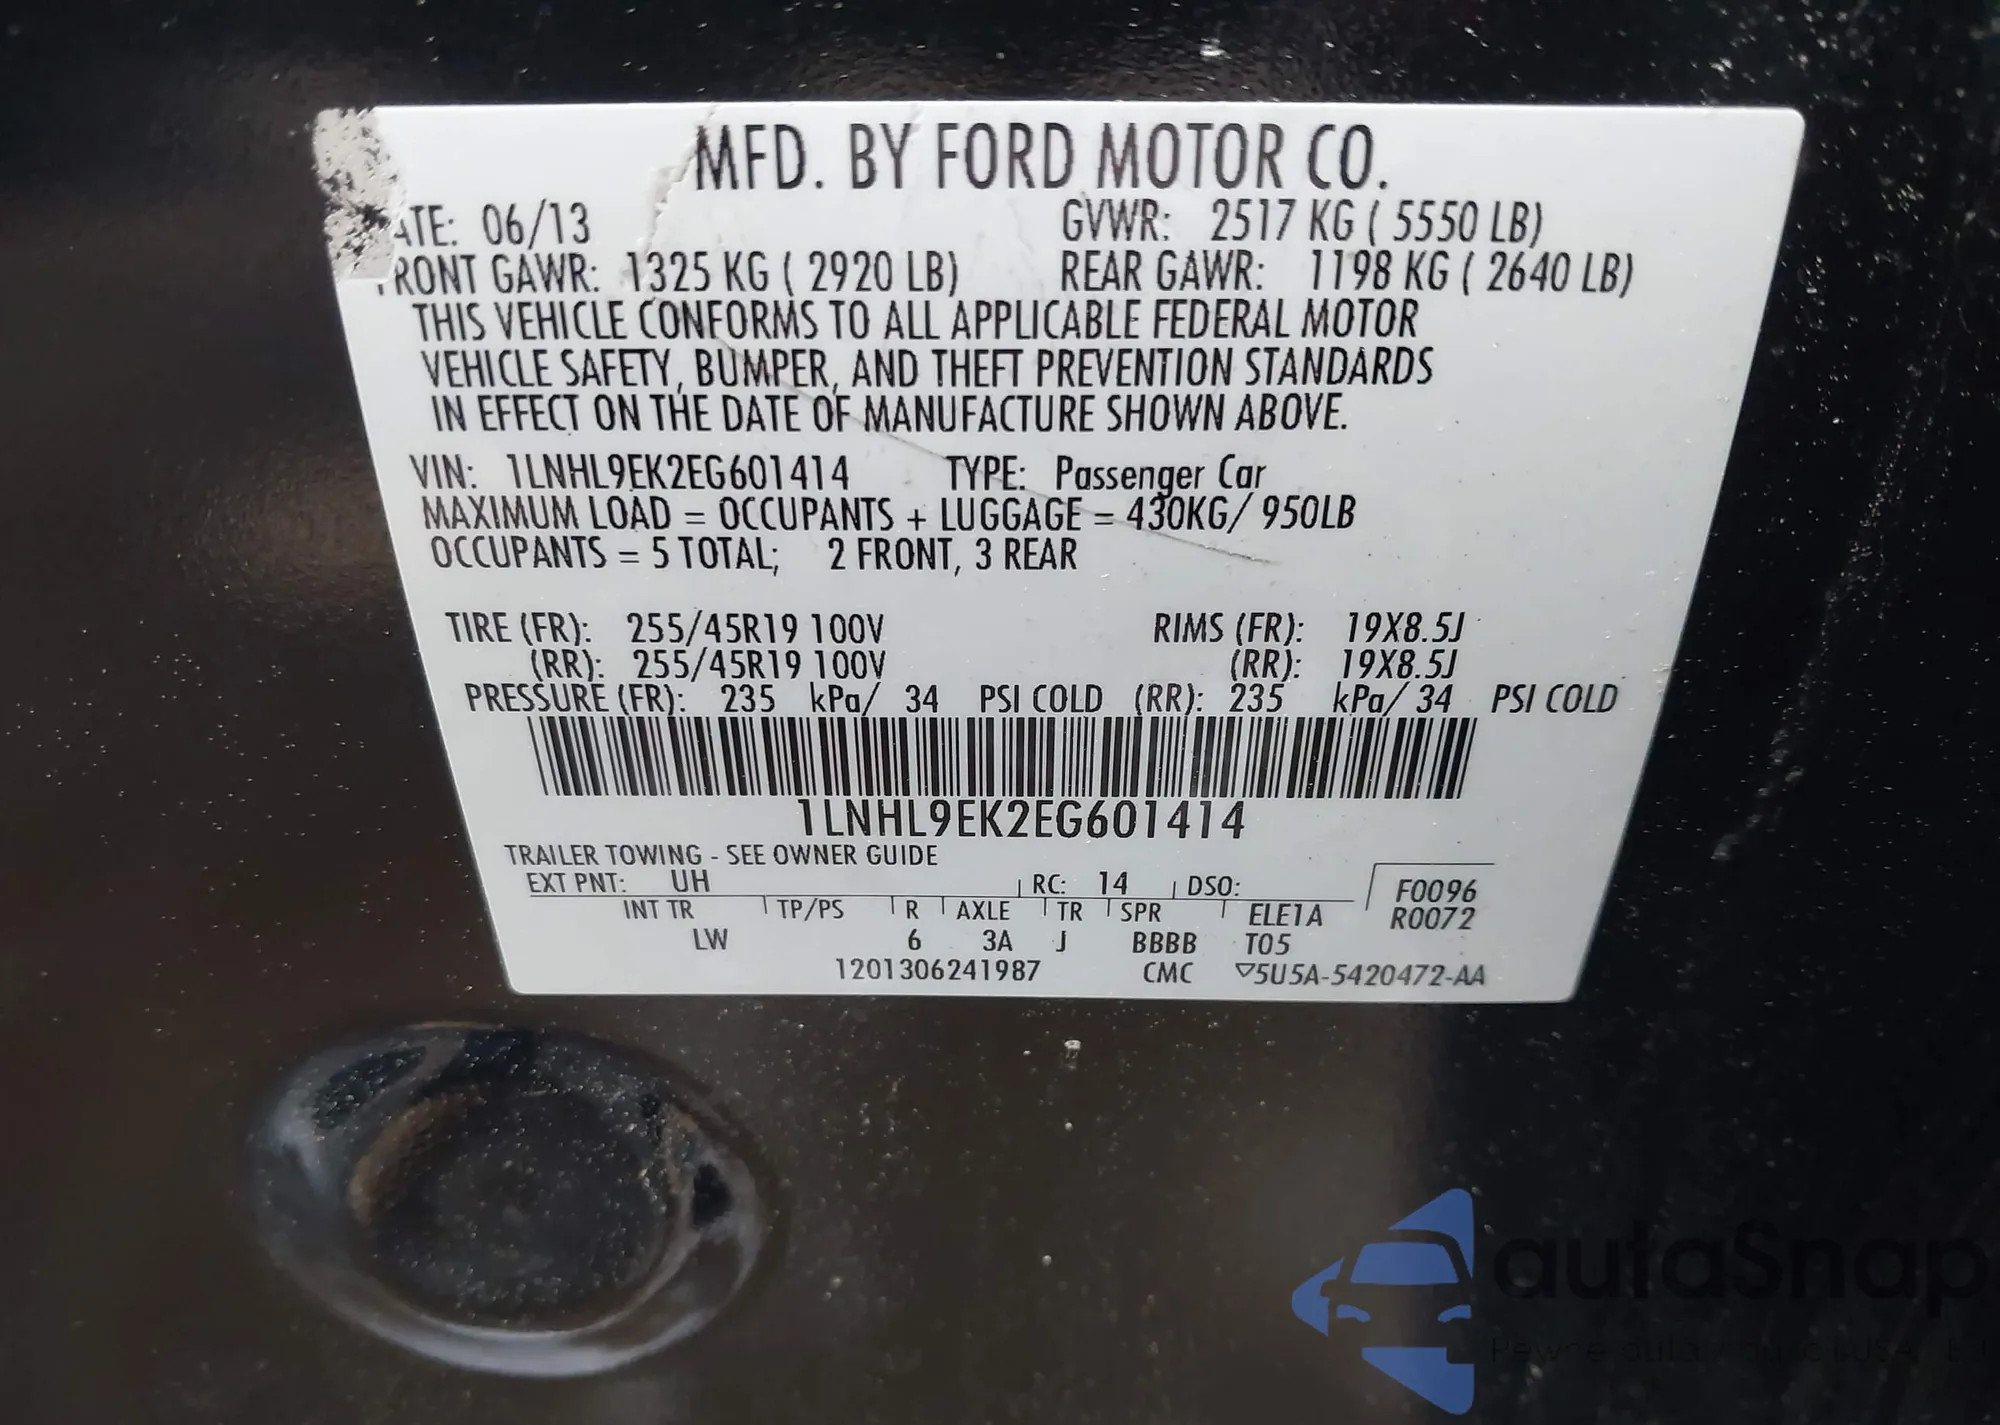 MFD. BY FORD MOTOR CO.
ATE: 06/13 GVWR: 2517 KG ( 5550 LB)
RONT GAWR: 1325 KG ( 2920 LB) REAR GAWR: 1198 KG ( 2640 LB)
THIS VEHICLE CONFORMS TO ALL APPLICABLE FEDERAL MOTOR
VEHICLE SAFETY, BUMPER, AND THEFT PREVENTION STANDARDS
IN EFFECT ON THE DATE OF MANUFACTURE SHOWN ABOVE.
VIN: 1LNHL9EK2EG601414 TYPE: Passenger Car
MAXIMUM LOAD = OCCUPANTS + LUGGAGE = 430KG/ 950LB
OCCUPANTS = 5 TOTAL; 2 FRONT, 3 REAR
TIRE (FR): 255/45R19 100V RIMS (FR): 19X8.5J
(RR): 255/45R19 100V (RR): 19X8.5J
PRESSURE (FR): 235 kPa/ 34 PSI COLD (RR): 235 kPa/ 34 PSI COLD
1LNHL9EK2EG601414
TRAILER TOWING - SEE OWNER GUIDE
EXT PNT: UH RC: 14 DSO: F0096
INT TR TP/PS R AXLE TR SPR ELE1A R0072
LW 6 3A J BBBB T05
1201306241987 CMC ▽5U5A-5420472-AA
autaSnap